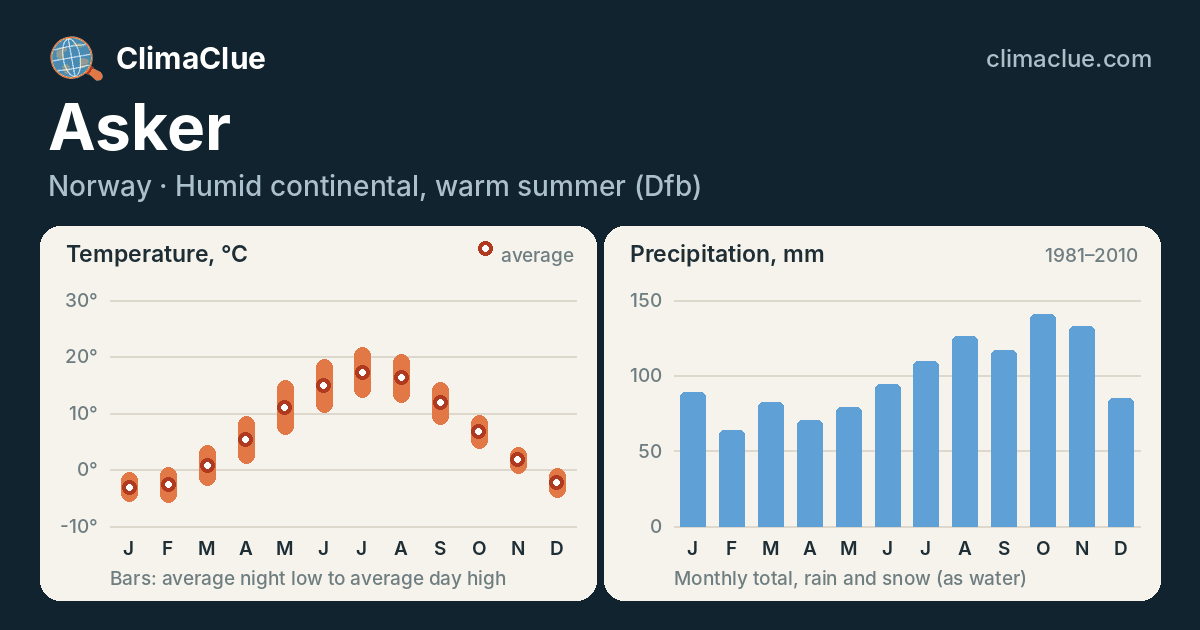 ClimaClue
climaclue.com
Asker
Norway · Humid continental, warm summer (Dfb)
Temperature, °C
average
30°
20°
10°
0°
-10°
J F M A M J J A S O N D
Bars: average night low to average day high
Precipitation, mm
1981–2010
150
100
50
0
J F M A M J J A S O N D
Monthly total, rain and snow (as water)